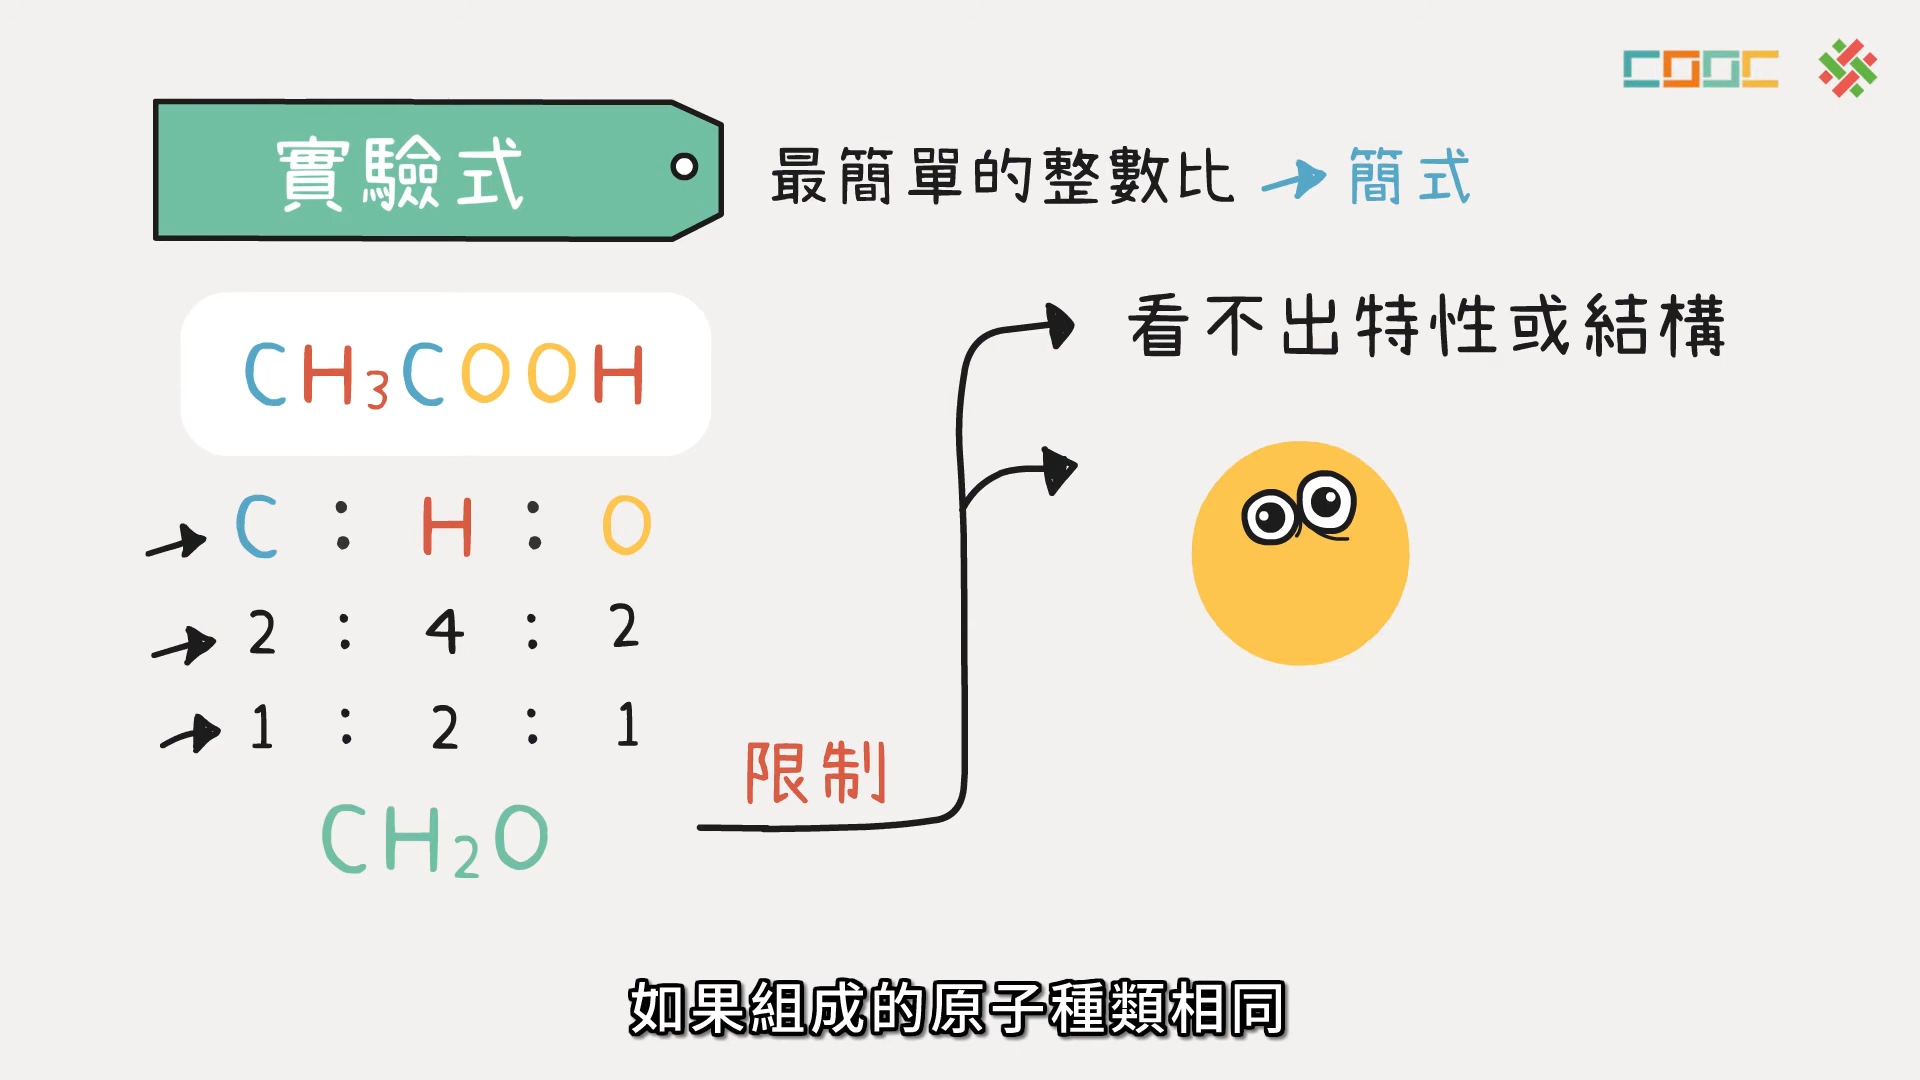 COOC
實驗式
最簡單的整數比 → 簡式
CH₃COOH
看不出特性或結構
C : H : O
2 : 4 : 2
1 : 2 : 1
限制
CH₂O
如果組成的原子種類相同